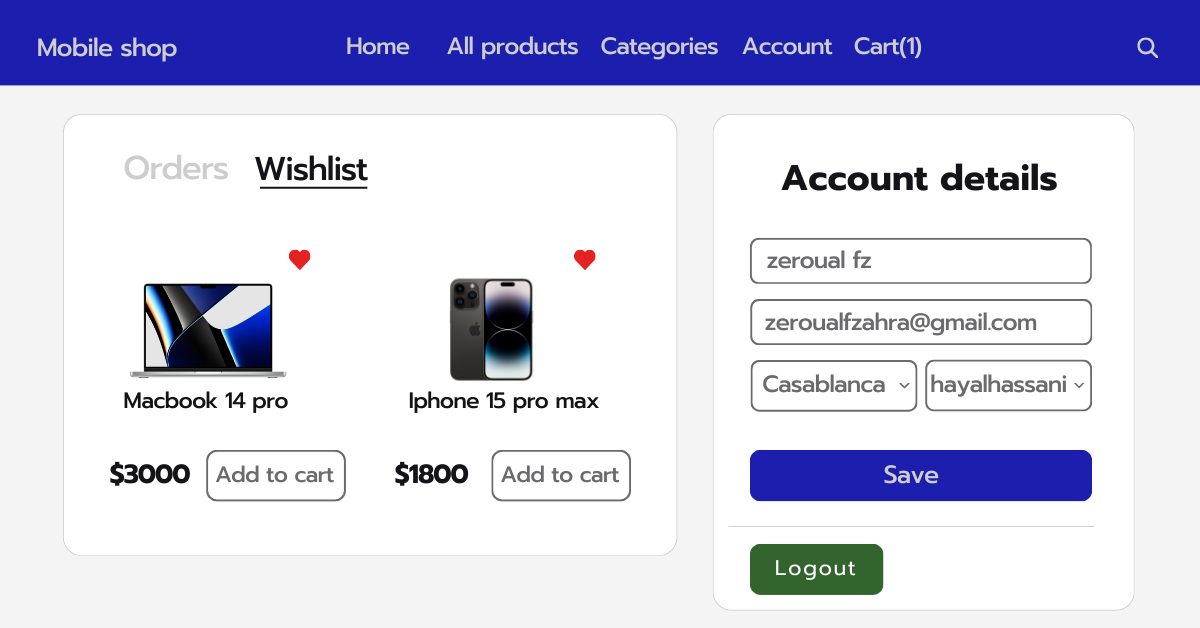 Mobile shop Home All products Categories Account Cart(1)
Orders Wishlist
Macbook 14 pro
Iphone 15 pro max
$3000 Add to cart
$1800 Add to cart
Account details
zeroual fz
zeroualfzahra@gmail.com
Casablanca hayalhassani
Save
Logout